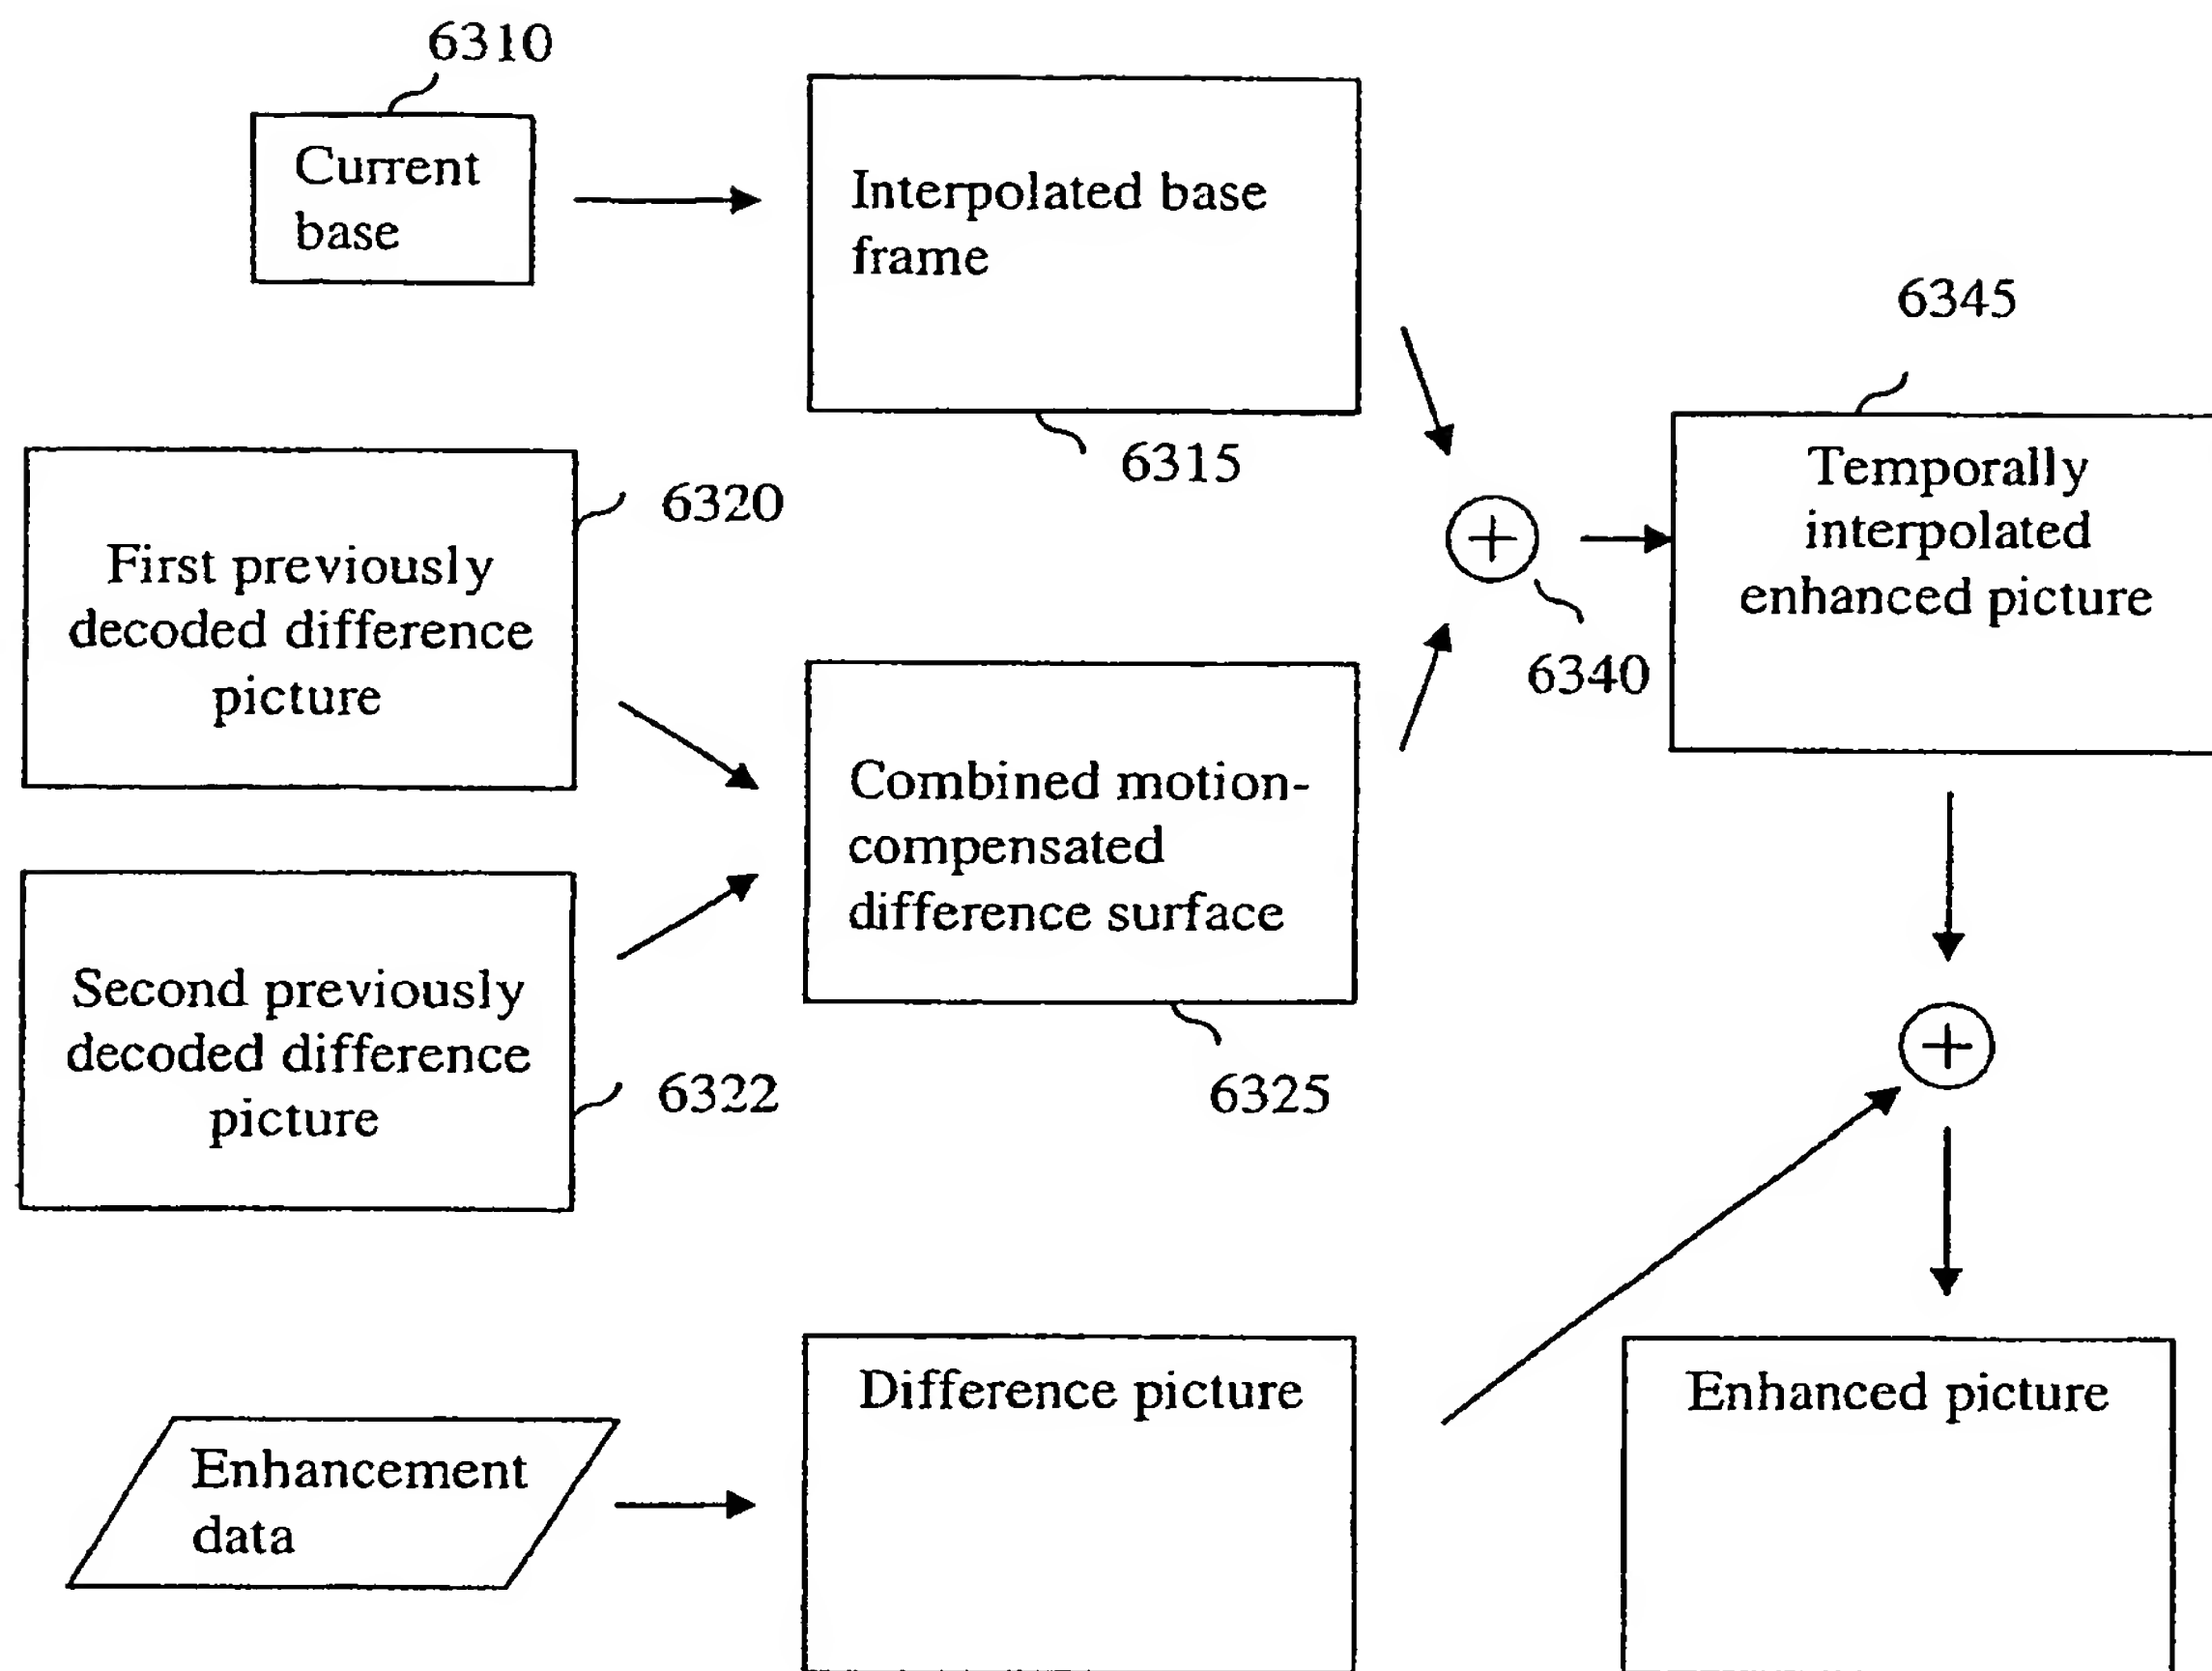 6310
Current
base
Interpolated base
frame
6315
6345
Temporally
interpolated
enhanced picture
6320
First previously
decoded difference
picture
+
6340
Combined motion-
compensated
difference surface
6325
Second previously
decoded difference
picture
6322
+
Enhancement
data
Difference picture
Enhanced picture